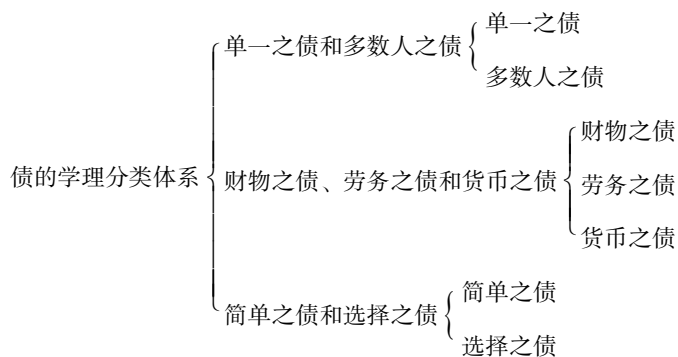 单一之债
单一之债和多数人之债
多数人之债
财物之债
债的学理分类体系
财物之债、劳务之债和货币之债
劳务之债
货币之债
简单之债
简单之债和选择之债
选择之债